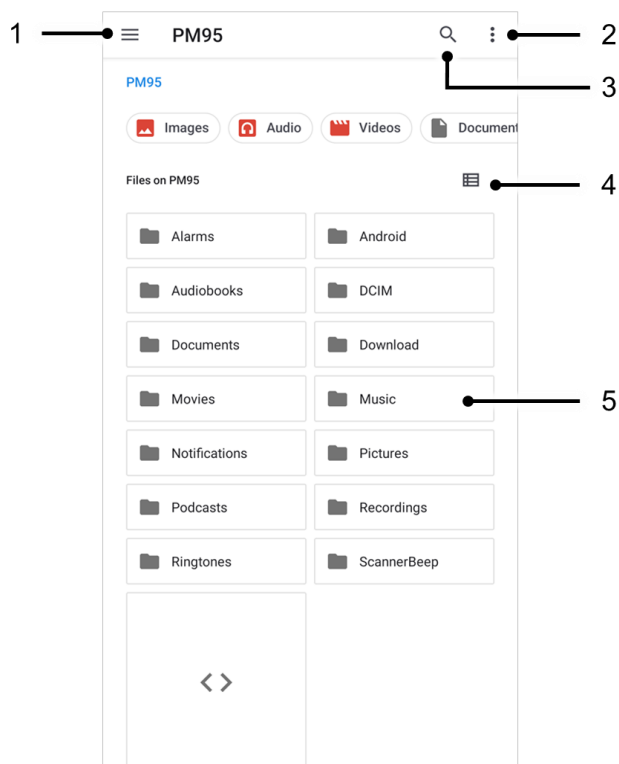 1 PM95 2
3
PM95
Images Audio Videos Document
Files on PM95 4
Alarms Android
Audiobooks DCIM
Documents Download
Movies Music 5
Notifications Pictures
Podcasts Recordings
Ringtones ScannerBeep